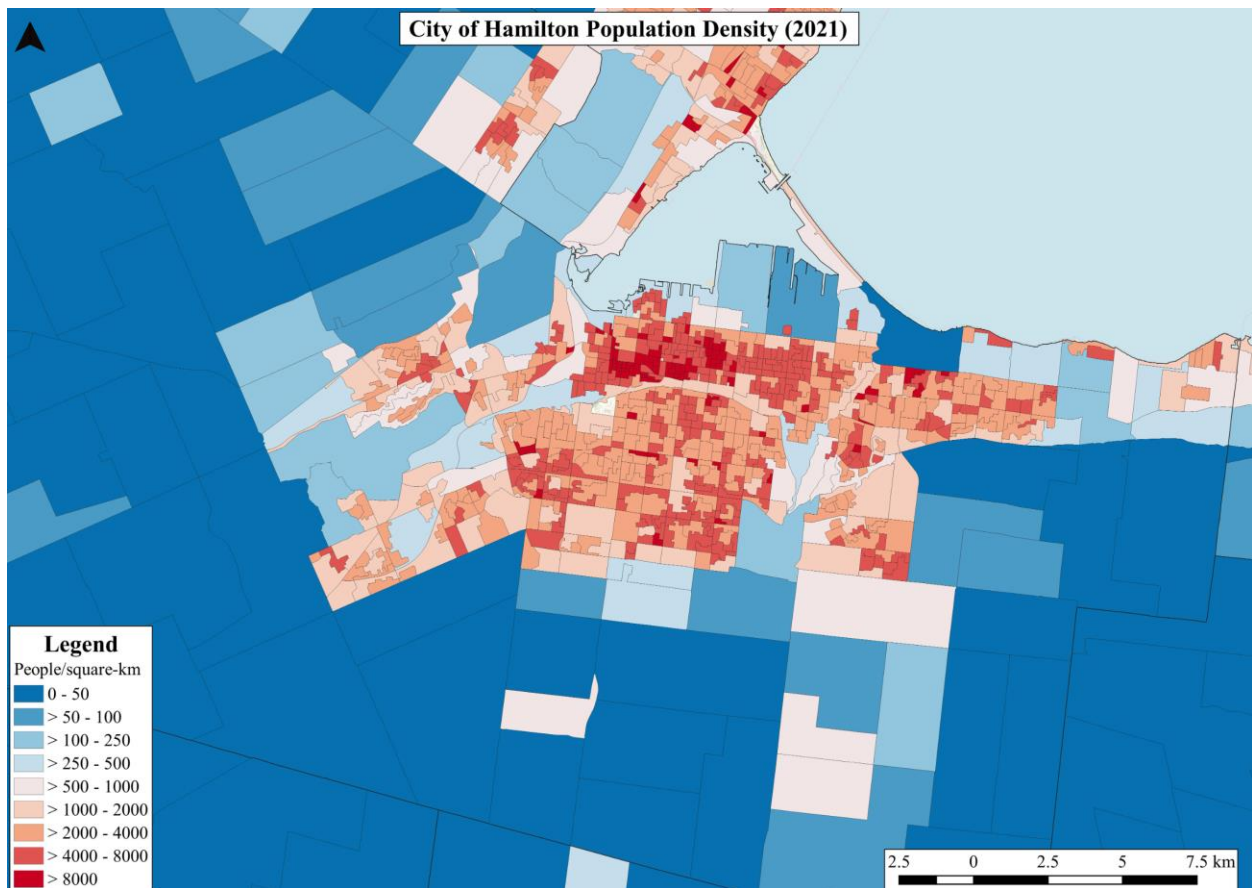 City of Hamilton Population Density (2021)
Legend
People/square-km
0 - 50
> 50 - 100
> 100 - 250
> 250 - 500
> 500 - 1000
> 1000 - 2000
> 2000 - 4000
> 4000 - 8000
> 8000
2.5 0 2.5 5 7.5 km